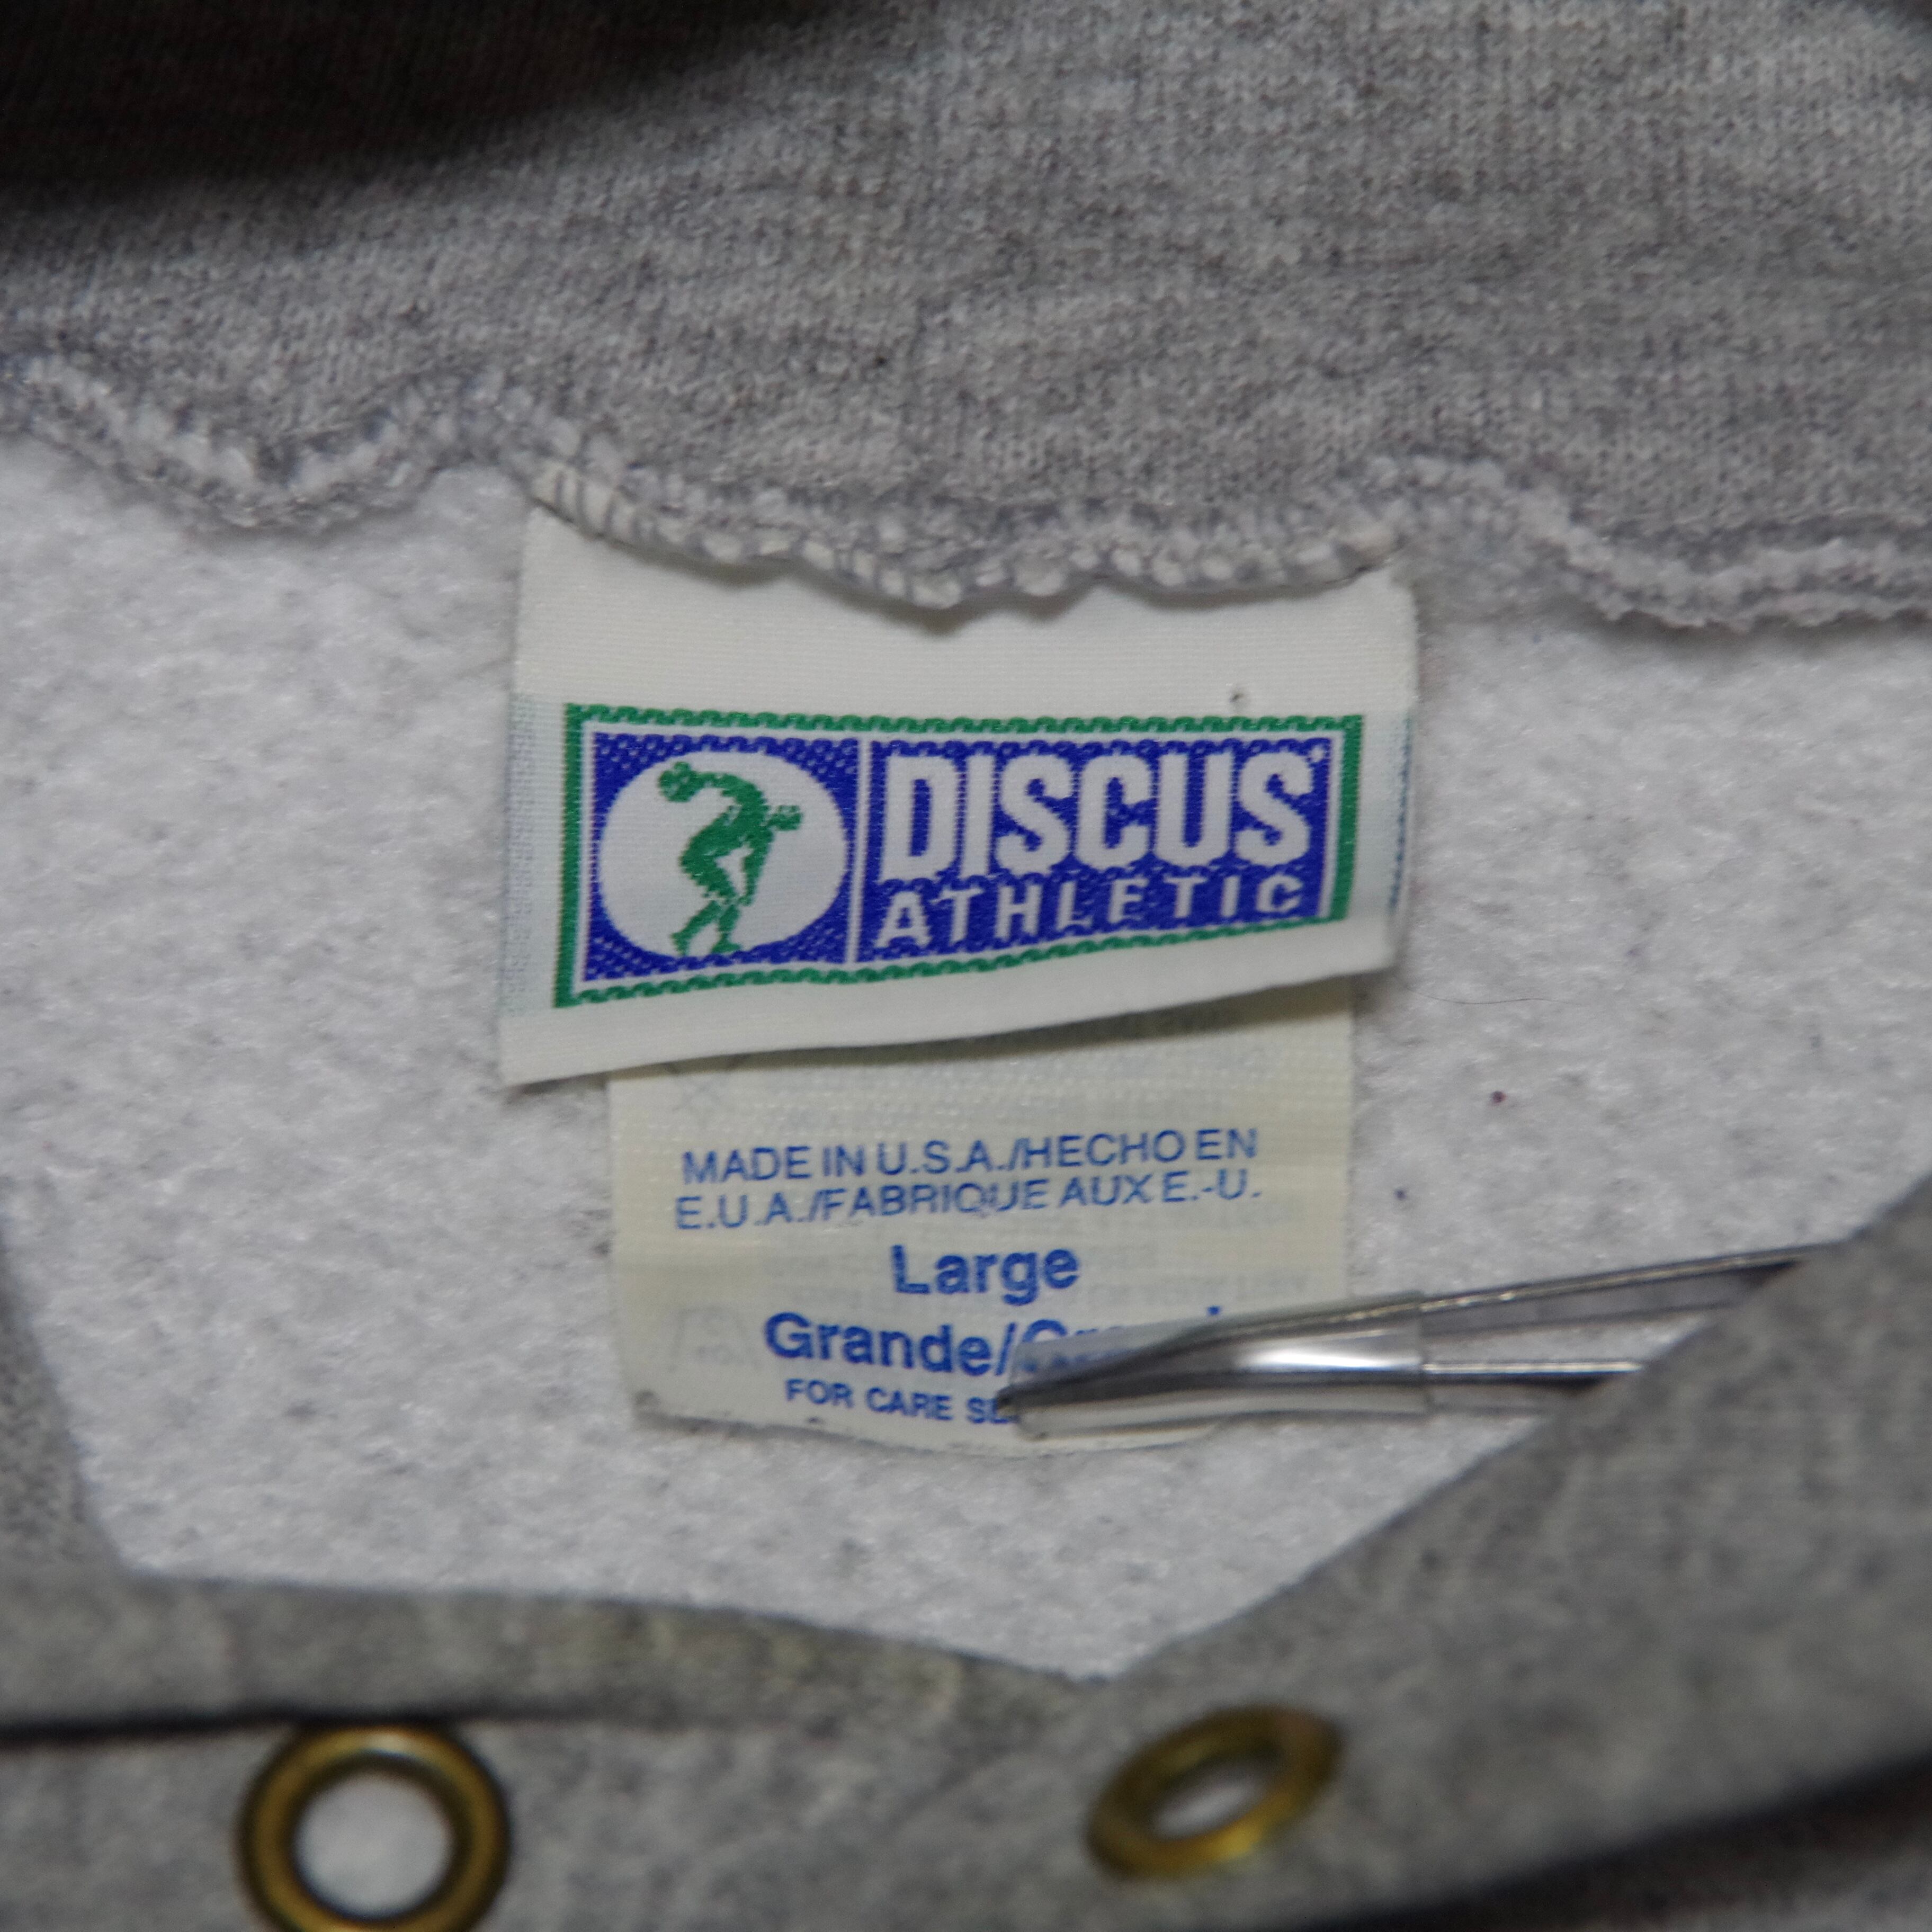 DISCUS
ATHLETIC
MADE IN U.S.A./HECHO EN
E.U.A./FABRIQUE AUX E.-U.
Large
Grande/
FOR CARE